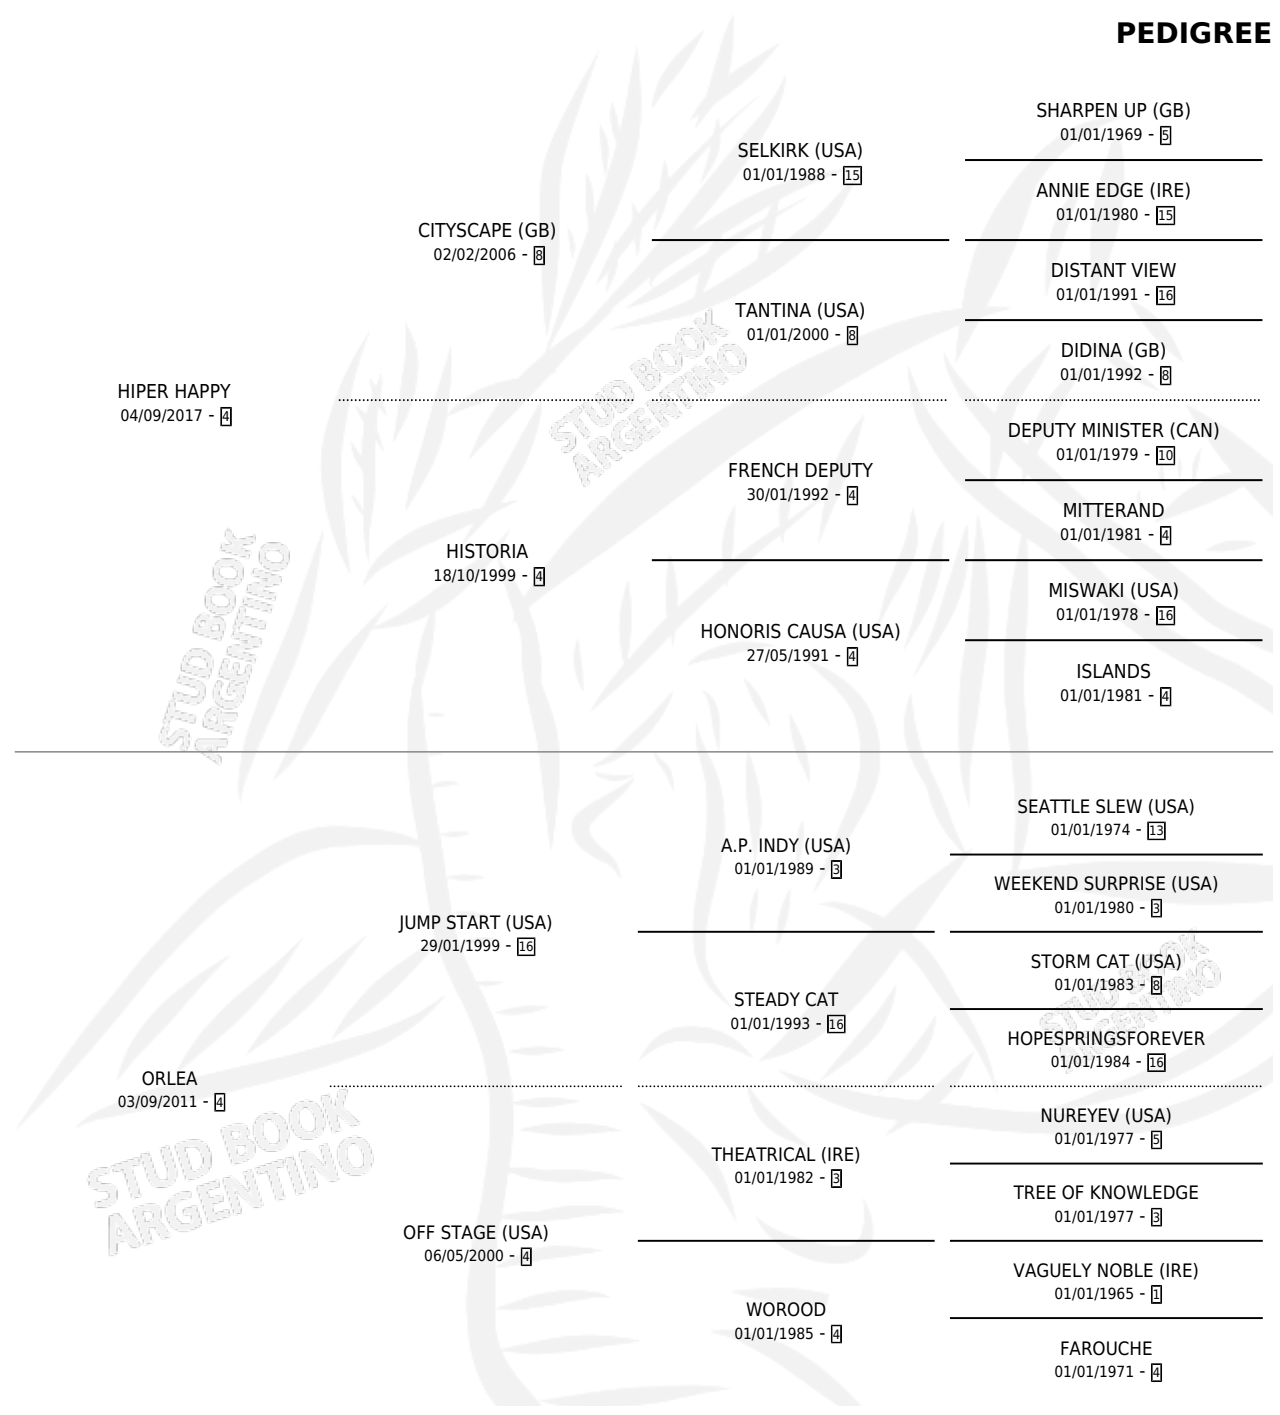 PEDIGREE
SHARPEN UP (GB)
01/01/1969 - 5
SELKIRK (USA)
01/01/1988 - 15
ANNIE EDGE (IRE)
01/01/1980 - 15
CITYSCAPE (GB)
02/02/2006 - 8
DISTANT VIEW
01/01/1991 - 16
TANTINA (USA)
01/01/2000 - 8
DIDINA (GB)
01/01/1992 - 8
HIPER HAPPY
04/09/2017 - 4
DEPUTY MINISTER (CAN)
01/01/1979 - 10
FRENCH DEPUTY
30/01/1992 - 4
MITTERAND
01/01/1981 - 4
HISTORIA
18/10/1999 - 4
MISWAKI (USA)
01/01/1978 - 16
HONORIS CAUSA (USA)
27/05/1991 - 4
ISLANDS
01/01/1981 - 4
SEATTLE SLEW (USA)
01/01/1974 - 13
A.P. INDY (USA)
01/01/1989 - 3
WEEKEND SURPRISE (USA)
01/01/1980 - 3
JUMP START (USA)
29/01/1999 - 16
STORM CAT (USA)
01/01/1983 - 8
STEADY CAT
01/01/1993 - 16
HOPESPRINGSFOREVER
01/01/1984 - 16
ORLEA
03/09/2011 - 4
NUREYEV (USA)
01/01/1977 - 5
THEATRICAL (IRE)
01/01/1982 - 3
TREE OF KNOWLEDGE
01/01/1977 - 3
OFF STAGE (USA)
06/05/2000 - 4
VAGUELY NOBLE (IRE)
01/01/1965 - 1
WOROOD
01/01/1985 - 4
FAROUCHE
01/01/1971 - 4
STUD BOOK
ARGENTINO
STUD BOOK
ARGENTINO
STUD BOOK
ARGENTINO
STUD BOOK
ARGENTINO